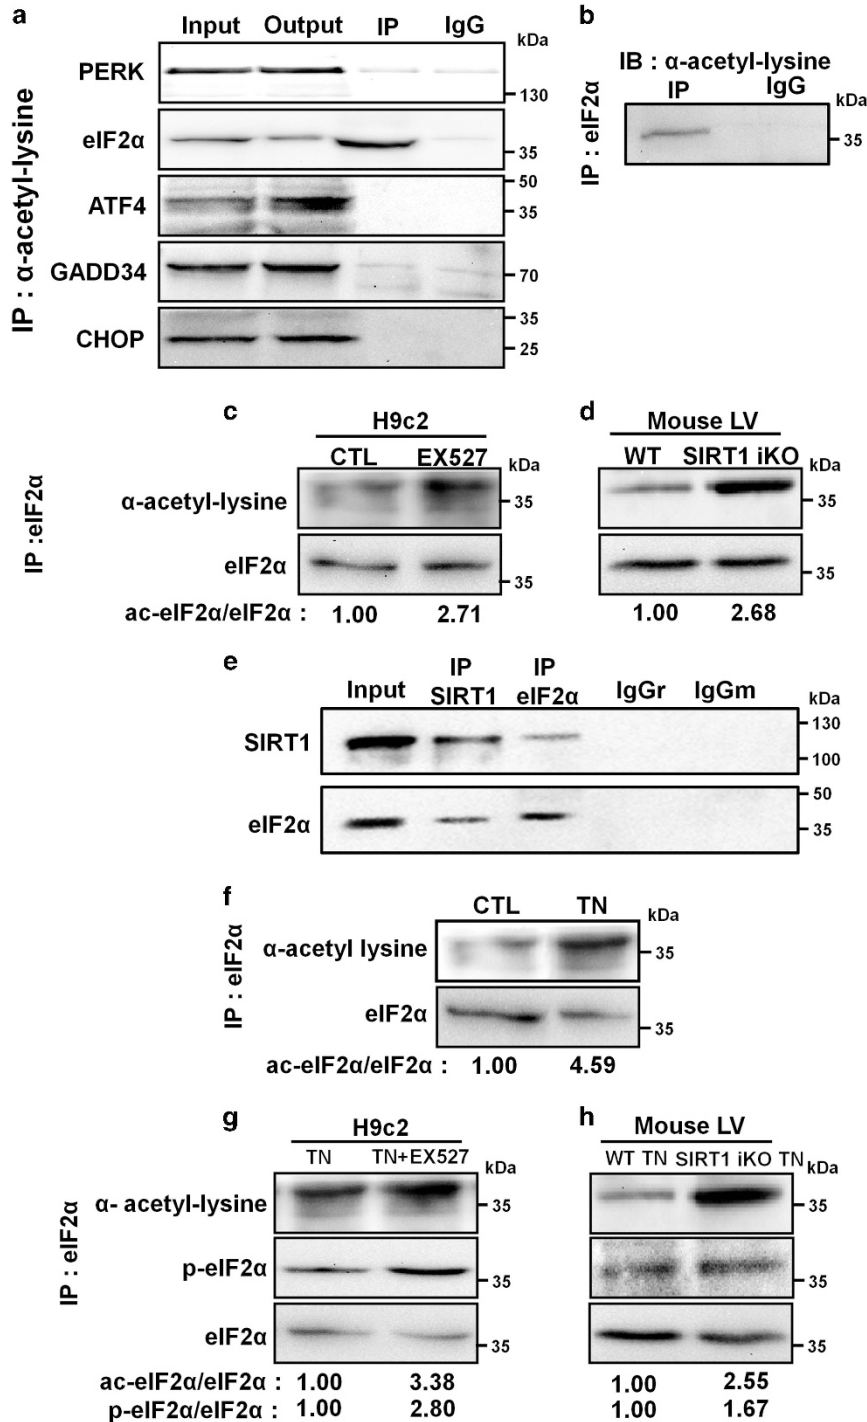 a
Input Output IP IgG
kDa
IP : α-acetyl-lysine
PERK
130
eIF2α
35
50
ATF4
35
GADD34
70
35
CHOP
25
b
IB : α-acetyl-lysine
IP IgG
kDa
IP : eIF2α
35
c
H9c2
CTL EX527
kDa
IP :eIF2α
α-acetyl-lysine
35
eIF2α
35
ac-eIF2α/eIF2α : 1.00 2.71
d
Mouse LV
WT SIRT1 iKO
kDa
35
35
1.00 2.68
e
Input IP SIRT1 IP eIF2α IgGr IgGm
kDa
SIRT1
130
100
50
eIF2α
35
f
CTL TN
kDa
IP : eIF2α
α-acetyl lysine
35
eIF2α
35
ac-eIF2α/eIF2α : 1.00 4.59
g
H9c2
TN TN+EX527
kDa
IP : eIF2α
α- acetyl-lysine
35
p-eIF2α
35
eIF2α
35
ac-eIF2α/eIF2α : 1.00 3.38
p-eIF2α/eIF2α : 1.00 2.80
h
Mouse LV
WT TN SIRT1 iKO TN
kDa
35
35
35
1.00 2.55
1.00 1.67